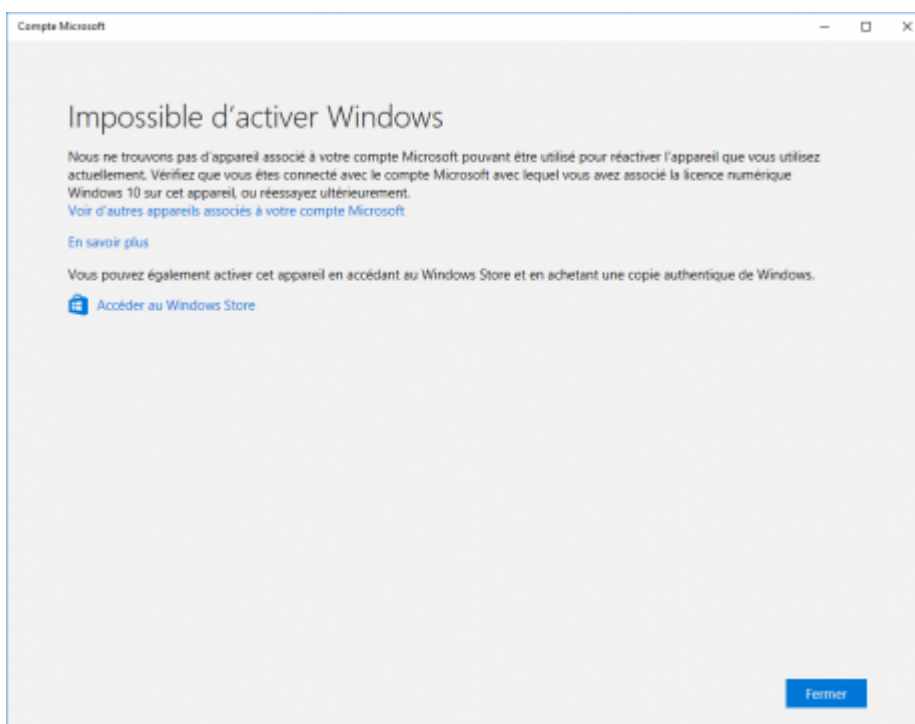 Compte Microsoft
Impossible d'activer Windows
Nous ne trouvons pas d'appareil associé à votre compte Microsoft pouvant être utilisé pour réactiver l'appareil que vous utilisez
actuellement. Vérifiez que vous êtes connecté avec le compte Microsoft avec lequel vous avez associé la licence numérique
Windows 10 sur cet appareil, ou réessayez ultérieurement.
Voir d'autres appareils associés à votre compte Microsoft
En savoir plus
Vous pouvez également activer cet appareil en accédant au Windows Store et en achetant une copie authentique de Windows.
Accéder au Windows Store
Fermer